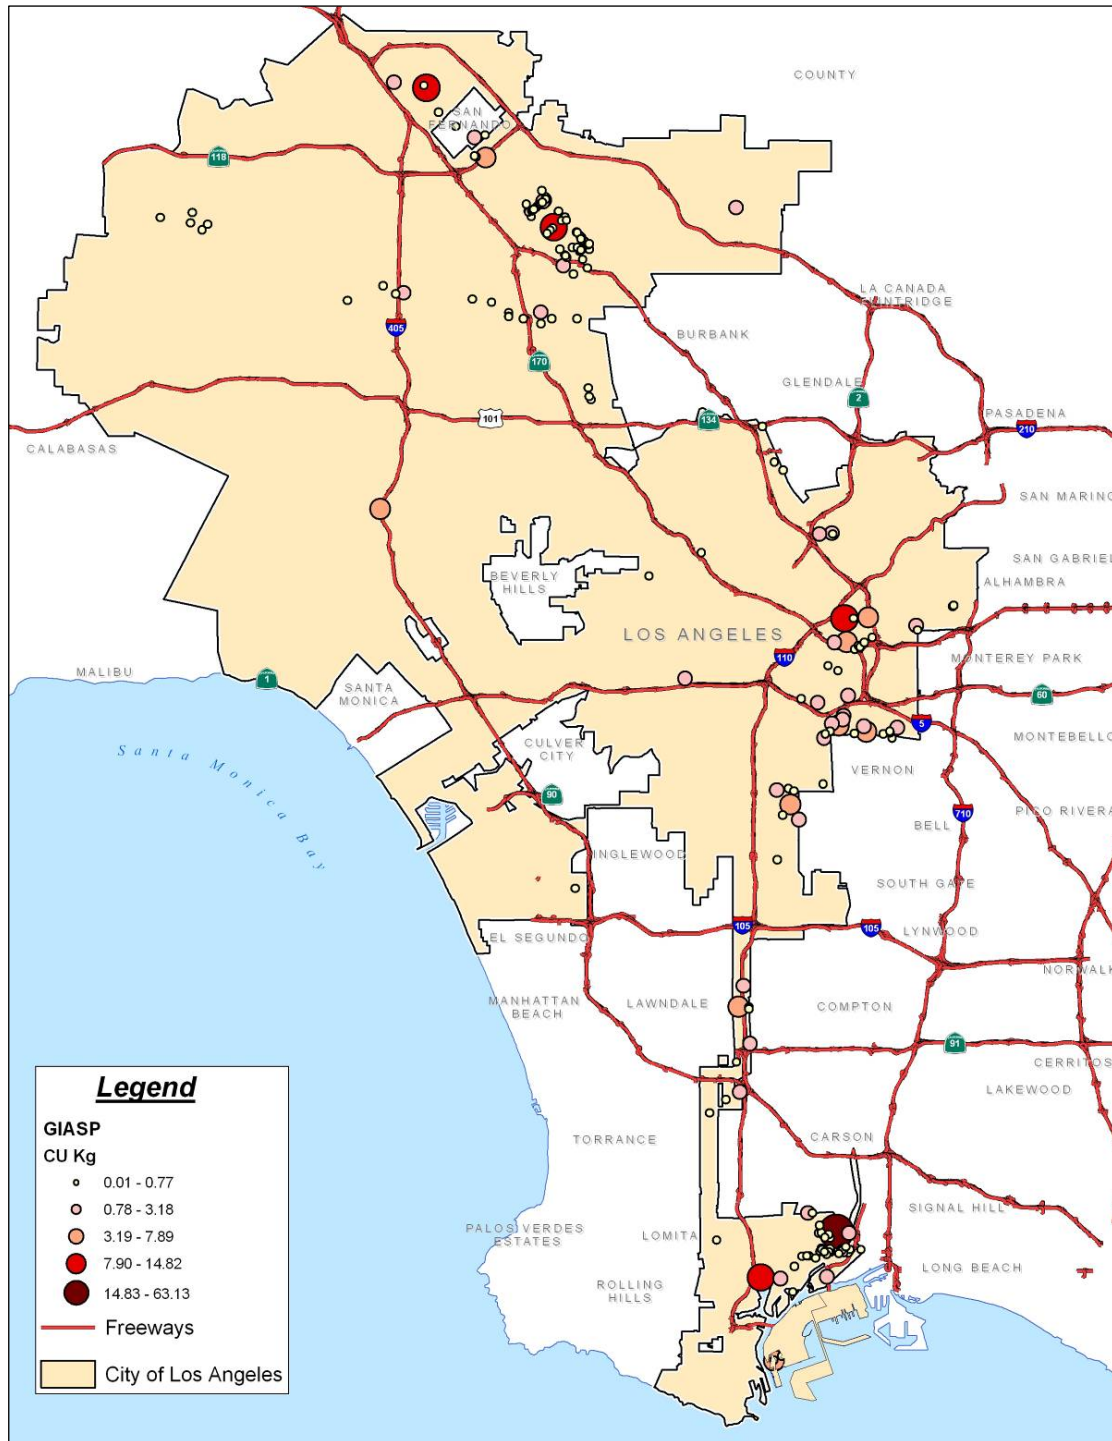 COUNTY
SAN
FERNANDO
118
LA CANADA
FLINTRIDGE
405
BURBANK
170
GLENDALE
2
PASADENA
101
134
210
CALABASAS
SAN MARINO
SAN GABRIEL
BEVERLY
HILLS
ALHAMBRA
LOS ANGELES
110
MONTEREY PARK
MALIBU
1
SANTA
MONICA
60
5
MONTEBELLO
Santa Monica Bay
CULVER
CITY
VERNON
90
710
PICO RIVERA
BELL
INGLEWOOD
SOUTH GATE
105
105
LYNWOOD
EL SEGUNDO
NORWALK
MANHATTAN
BEACH
LAWNDALE
COMPTON
91
CERRITOS
LAKEWOOD
TORRANCE
CARSON
SIGNAL HILL
PALOS VERDES
ESTATES
LOMITA
LONG BEACH
ROLLING
HILLS
Legend
GIASP
CU Kg
0.01 - 0.77
0.78 - 3.18
3.19 - 7.89
7.90 - 14.82
14.83 - 63.13
Freeways
City of Los Angeles